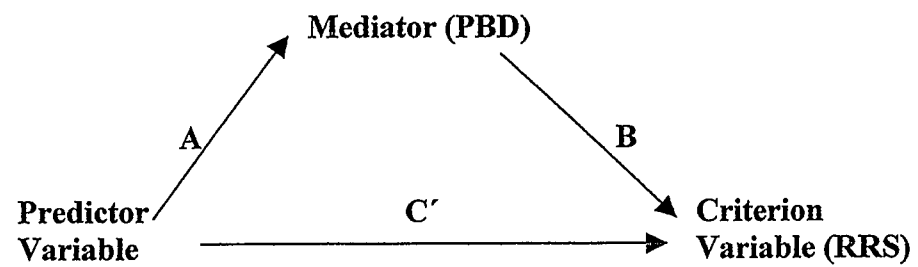 Mediator (PBD)
A
B
Predictor
Variable
C´
Criterion
Variable (RRS)